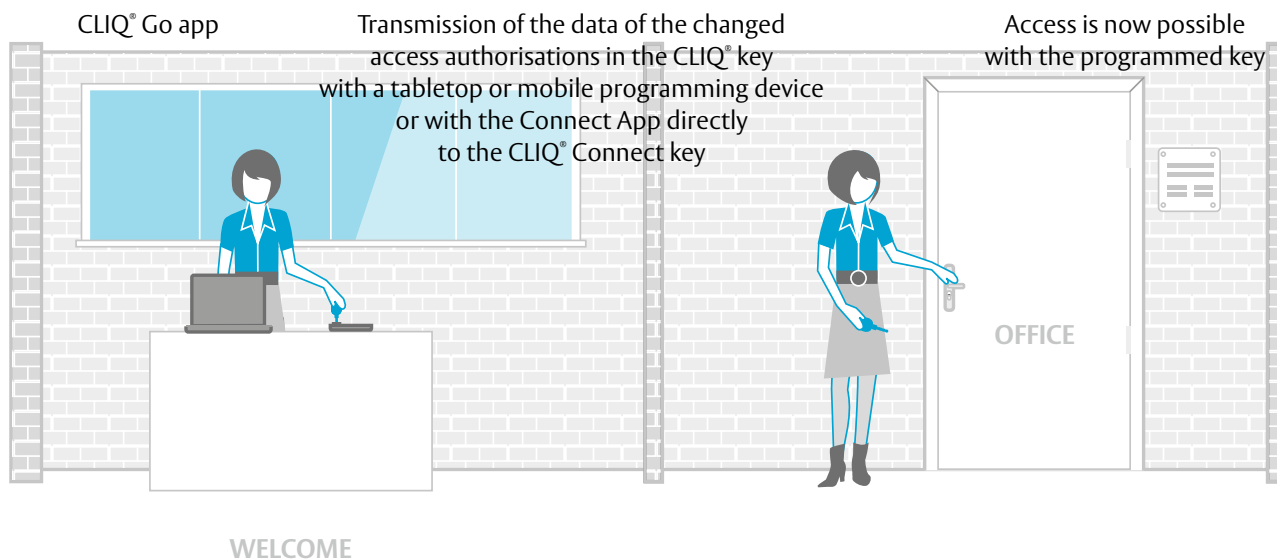 CLIQ® Go app
Transmission of the data of the changed
access authorisations in the CLIQ® key
with a tabletop or mobile programming device
or with the Connect App directly
to the CLIQ® Connect key
Access is now possible
with the programmed key
OFFICE
WELCOME